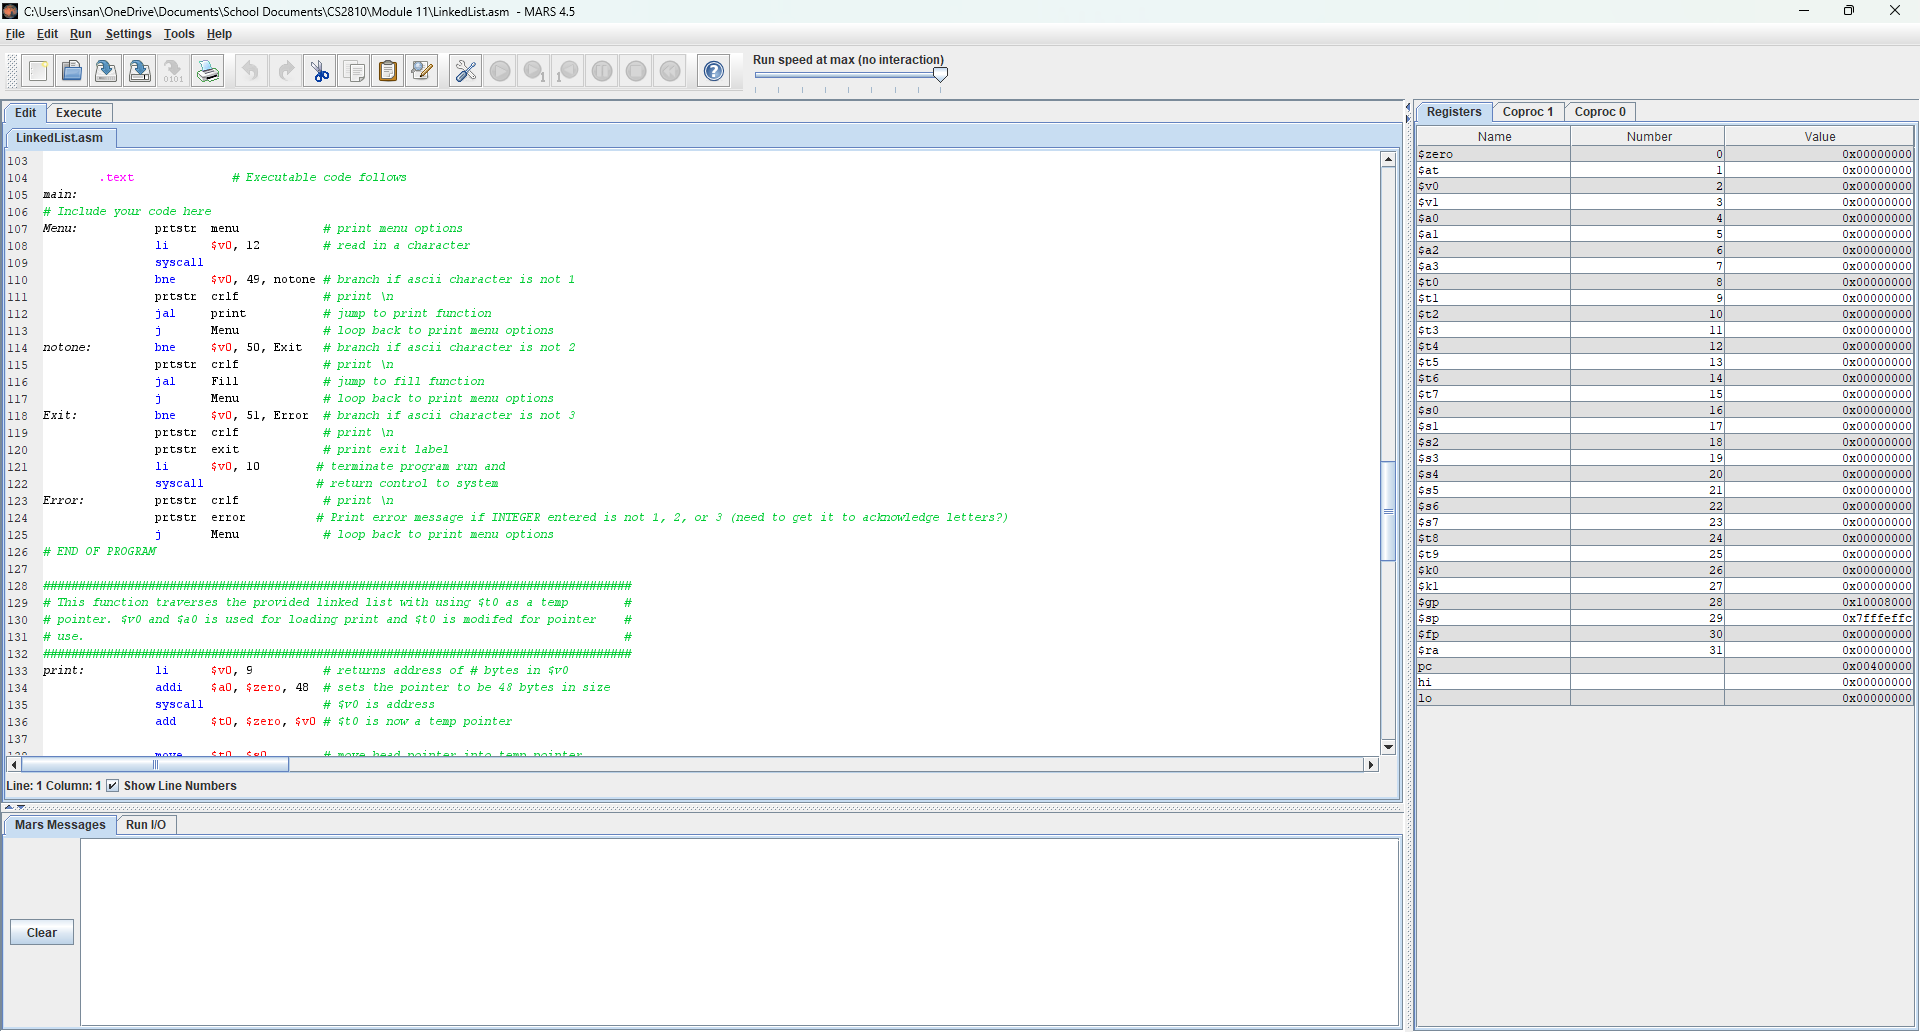 C:\Users\insan\OneDrive\Documents\School Documents\CS2810\Module 11\LinkedList.asm - MARS 4.5
File Edit Run Settings Tools Help
Run speed at max (no interaction)
Edit Execute
LinkedList.asm
103
104 .text # Executable code follows
105 main:
106 # Include your code here
107 Menu: prtstr menu # print menu options
108 li $v0, 12 # read in a character
109 syscall
110 bne $v0, 49, notone # branch if ascii character is not 1
111 prtstr crlf # print \n
112 jal print # jump to print function
113 j Menu # loop back to print menu options
114 notone: bne $v0, 50, Exit # branch if ascii character is not 2
115 prtstr crlf # print \n
116 jal Fill # jump to fill function
117 j Menu # loop back to print menu options
118 Exit: bne $v0, 51, Error # branch if ascii character is not 3
119 prtstr crlf # print \n
120 prtstr exit # print exit label
121 li $v0, 10 # terminate program run and
122 syscall # return control to system
123 Error: prtstr crlf # print \n
124 prtstr error # Print error message if INTEGER entered is not 1, 2, or 3 (need to get it to acknowledge letters?)
125 j Menu # loop back to print menu options
126 # END OF PROGRAM
127
128 ####################################################################################
129 # This function traverses the provided linked list with using $t0 as a temp #
130 # pointer. $v0 and $a0 is used for loading print and $t0 is modifed for pointer #
131 # use. #
132 ####################################################################################
133 print: li $v0, 9 # returns address of # bytes in $v0
134 addi $a0, $zero, 48 # sets the pointer to be 48 bytes in size
135 syscall # $v0 is address
136 add $t0, $zero, $v0 # $t0 is now a temp pointer
137
138 move $t0, $s0 # move head pointer into temp pointer
Line: 1 Column: 1 Show Line Numbers
Mars Messages Run I/O
Clear
Registers Coproc 1 Coproc 0
Name Number Value
$zero 0 0x00000000
$at 1 0x00000000
$v0 2 0x00000000
$v1 3 0x00000000
$a0 4 0x00000000
$a1 5 0x00000000
$a2 6 0x00000000
$a3 7 0x00000000
$t0 8 0x00000000
$t1 9 0x00000000
$t2 10 0x00000000
$t3 11 0x00000000
$t4 12 0x00000000
$t5 13 0x00000000
$t6 14 0x00000000
$t7 15 0x00000000
$s0 16 0x00000000
$s1 17 0x00000000
$s2 18 0x00000000
$s3 19 0x00000000
$s4 20 0x00000000
$s5 21 0x00000000
$s6 22 0x00000000
$s7 23 0x00000000
$t8 24 0x00000000
$t9 25 0x00000000
$k0 26 0x00000000
$k1 27 0x00000000
$gp 28 0x10008000
$sp 29 0x7fffeffc
$fp 30 0x00000000
$ra 31 0x00000000
pc 0x00400000
hi 0x00000000
lo 0x00000000